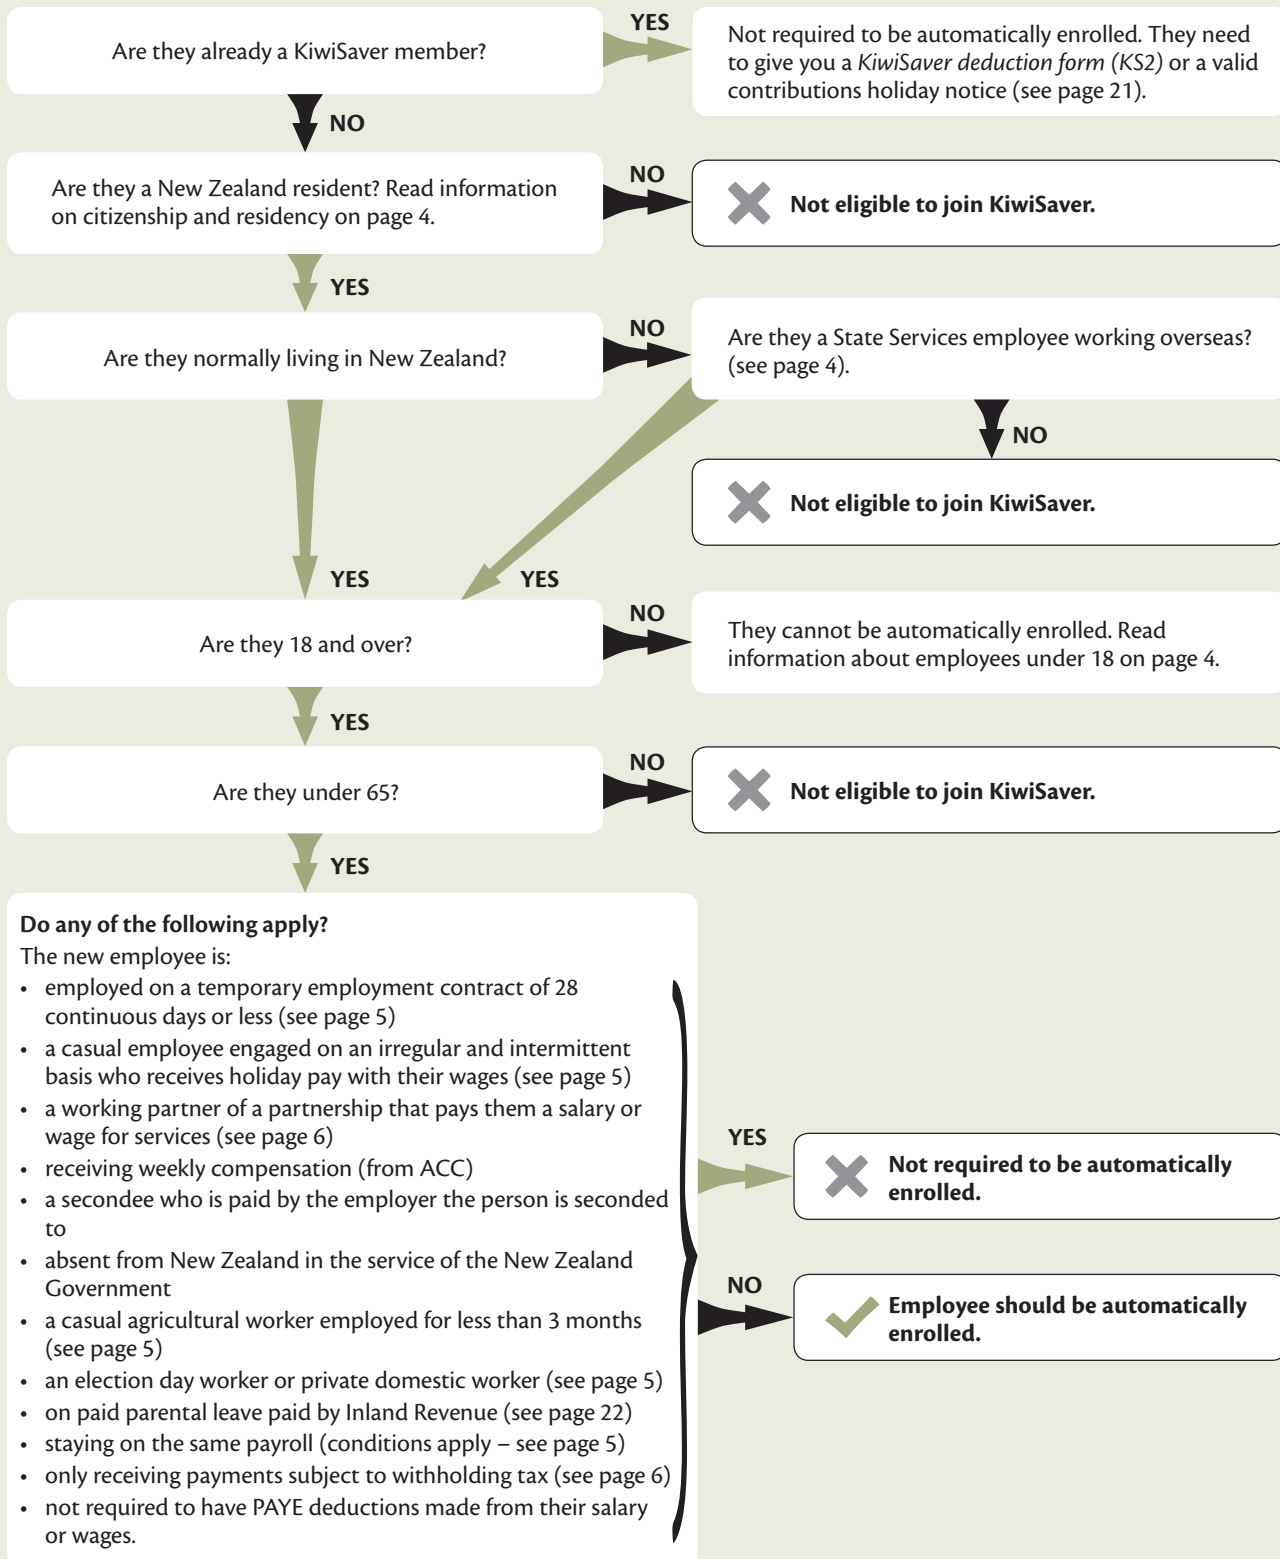 Are they already a KiwiSaver member?
YES
Not required to be automatically enrolled. They need
to give you a KiwiSaver deduction form (KS2) or a valid
contributions holiday notice (see page 21).
NO
Are they a New Zealand resident? Read information
on citizenship and residency on page 4.
NO
Not eligible to join KiwiSaver.
YES
Are they normally living in New Zealand?
NO
Are they a State Services employee working overseas?
(see page 4).
NO
Not eligible to join KiwiSaver.
YES
YES
Are they 18 and over?
NO
They cannot be automatically enrolled. Read
information about employees under 18 on page 4.
YES
Are they under 65?
NO
Not eligible to join KiwiSaver.
YES
Do any of the following apply?
The new employee is:
• employed on a temporary employment contract of 28
continuous days or less (see page 5)
• a casual employee engaged on an irregular and intermittent
basis who receives holiday pay with their wages (see page 5)
• a working partner of a partnership that pays them a salary or
wage for services (see page 6)
• receiving weekly compensation (from ACC)
• a secondee who is paid by the employer the person is seconded
to
• absent from New Zealand in the service of the New Zealand
Government
• a casual agricultural worker employed for less than 3 months
(see page 5)
• an election day worker or private domestic worker (see page 5)
• on paid parental leave paid by Inland Revenue (see page 22)
• staying on the same payroll (conditions apply – see page 5)
• only receiving payments subject to withholding tax (see page 6)
• not required to have PAYE deductions made from their salary
or wages.
YES
Not required to be automatically
enrolled.
NO
Employee should be automatically
enrolled.